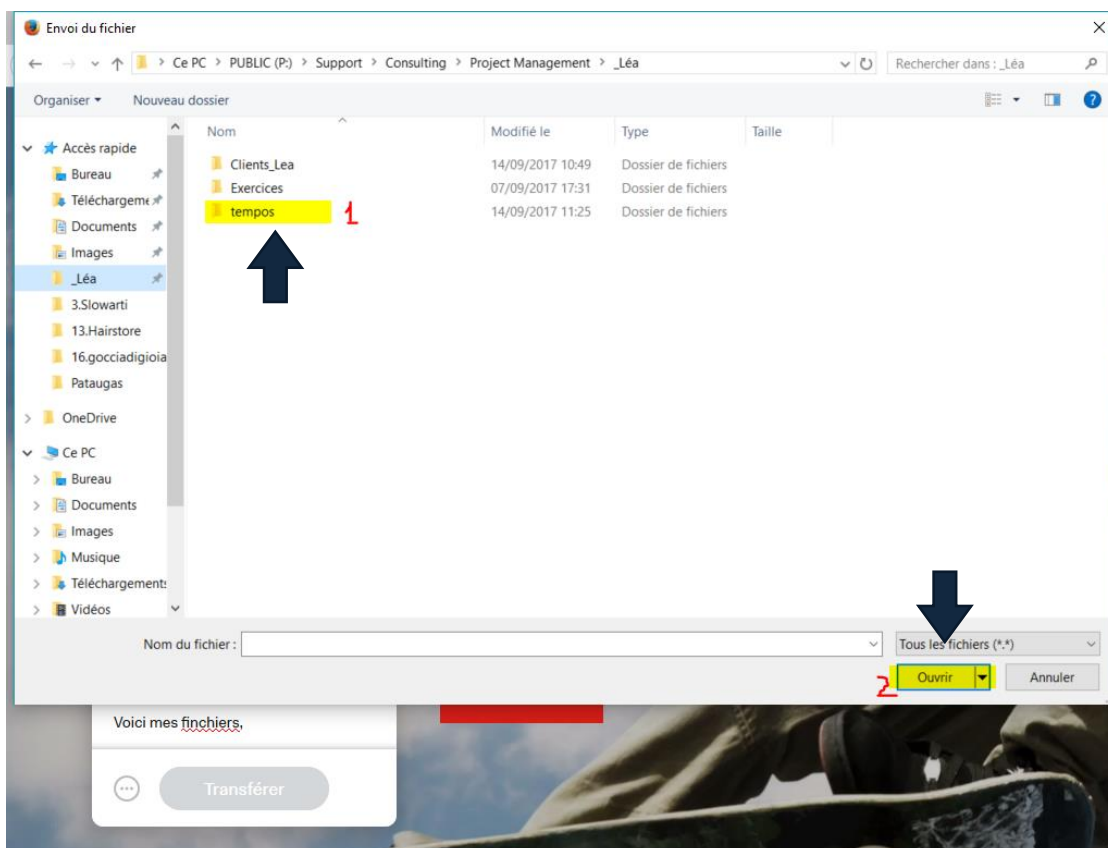 Envoi du fichier
Ce PC > PUBLIC (P:) > Support > Consulting > Project Management > _Léa
Rechercher dans : _Léa
Organiser
Nouveau dossier
Nom
Modifié le
Type
Taille
Accès rapide
Bureau
Téléchargeme
Documents
Images
_Léa
3.Slowarti
13.Hairstore
16.gocciadigioia
Pataugas
OneDrive
Ce PC
Bureau
Documents
Images
Musique
Téléchargements
Vidéos
Clients_Lea 14/09/2017 10:49 Dossier de fichiers
Exercices 07/09/2017 17:31 Dossier de fichiers
tempos 1 14/09/2017 11:25 Dossier de fichiers
Nom du fichier :
Tous les fichiers (*.*)
2 Ouvrir
Annuler
Voici mes finchiers,
Transférer